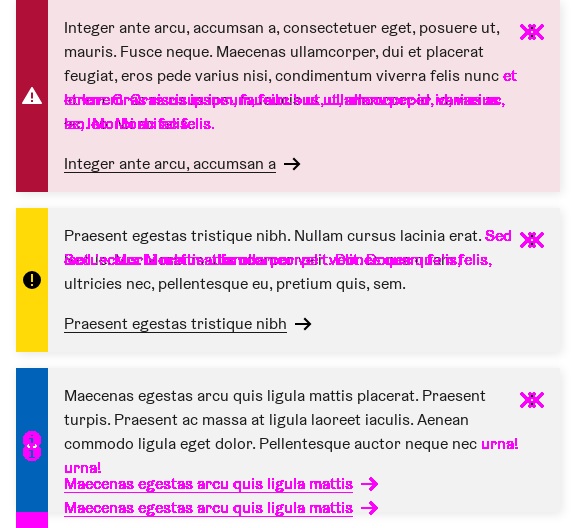 Integer ante arcu, accumsan a, consectetuer eget, posuere ut,
mauris. Fusce neque. Maecenas ullamcorper, dui et placerat
feugiat, eros pede varius nisi, condimentum viverra felis nunc et
Integer ante arcu, accumsan a
Praesent egestas tristique nibh. Nullam cursus lacinia erat. Sed
ultricies nec, pellentesque eu, pretium quis, sem.
Praesent egestas tristique nibh
Maecenas egestas arcu quis ligula mattis placerat. Praesent
turpis. Praesent ac massa at ligula laoreet iaculis. Aenean
commodo ligula eget dolor. Pellentesque auctor neque nec urna!
urna!
Maecenas egestas arcu quis ligula mattis
Maecenas egestas arcu quis ligula mattis